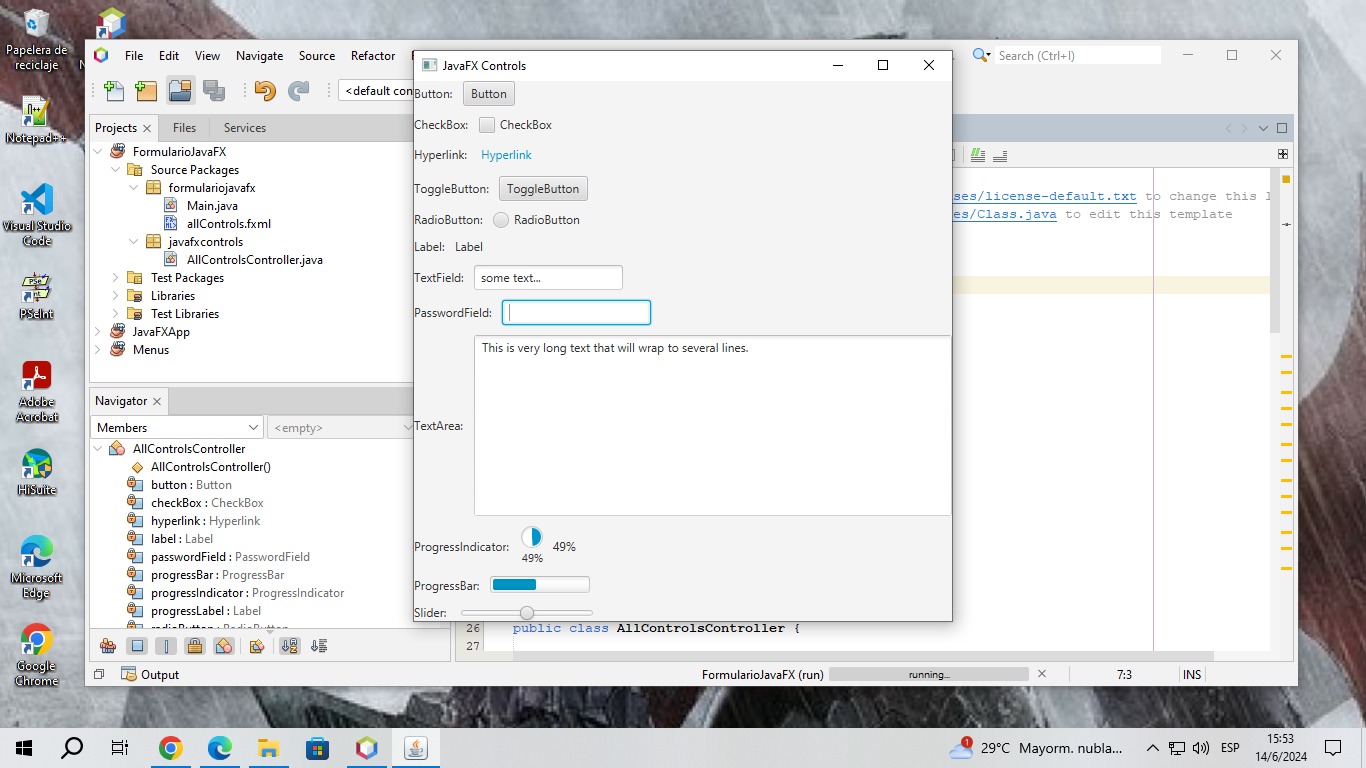 Papelera de
reciclaje
Notepad++
Visual Studio
Code
PSeInt
Adobe
Acrobat
HiSuite
Microsoft
Edge
Google
Chrome
File Edit View Navigate Source Refactor
Search (Ctrl+I)
<default con
Projects Files Services
FormularioJavaFX
Source Packages
formulariojavafx
Main.java
allControls.fxml
javafxcontrols
AllControlsController.java
Test Packages
Libraries
Test Libraries
JavaFXApp
Menus
Navigator
Members <empty>
AllControlsController
AllControlsController()
button : Button
checkBox : CheckBox
hyperlink : Hyperlink
label : Label
passwordField : PasswordField
progressBar : ProgressBar
progressIndicator : ProgressIndicator
progressLabel : Label
radioButton : RadioButton
JavaFX Controls
Button: Button
CheckBox: CheckBox
Hyperlink: Hyperlink
ToggleButton: ToggleButton
RadioButton: RadioButton
Label: Label
TextField: some text...
PasswordField:
This is very long text that will wrap to several lines.
TextArea:
ProgressIndicator: 49% 49%
ProgressBar:
Slider:
ses/license-default.txt to change this l
es/Class.java to edit this template
26 public class AllControlsController {
27
Output
FormularioJavaFX (run) running... 7:3 INS
1 29°C Mayorm. nubla... ESP
15:53
14/6/2024